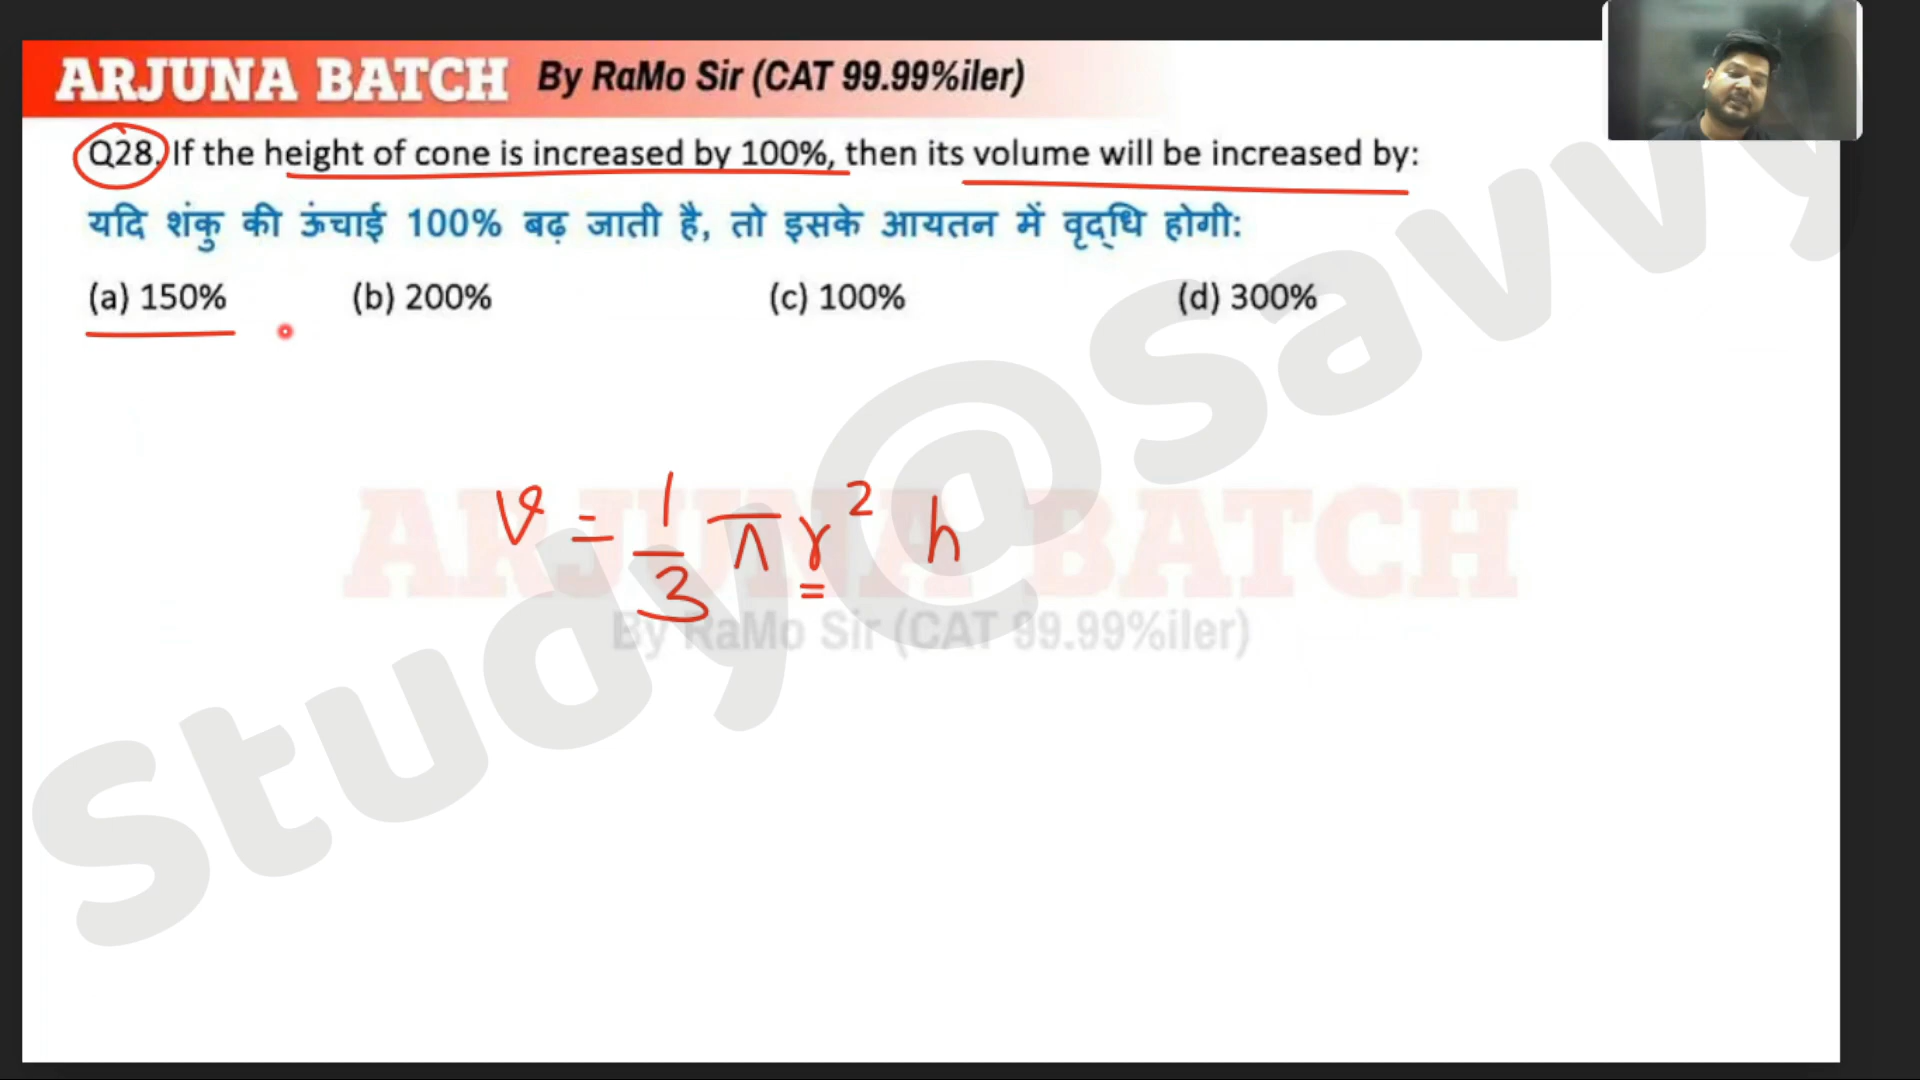 ARJUNA BATCH By RaMo Sir (CAT 99.99%iler)
Q28. If the height of cone is increased by 100%, then its volume will be increased by:
यदि शंकु की ऊंचाई 100% बढ़ जाती है, तो इसके आयतन में वृद्धि होगी:
(a) 150% (b) 200% (c) 100% (d) 300%
v = 1/3 π r² h
ARJUNA BATCH
By RaMo Sir (CAT 99.99%iler)
Study@Savvy